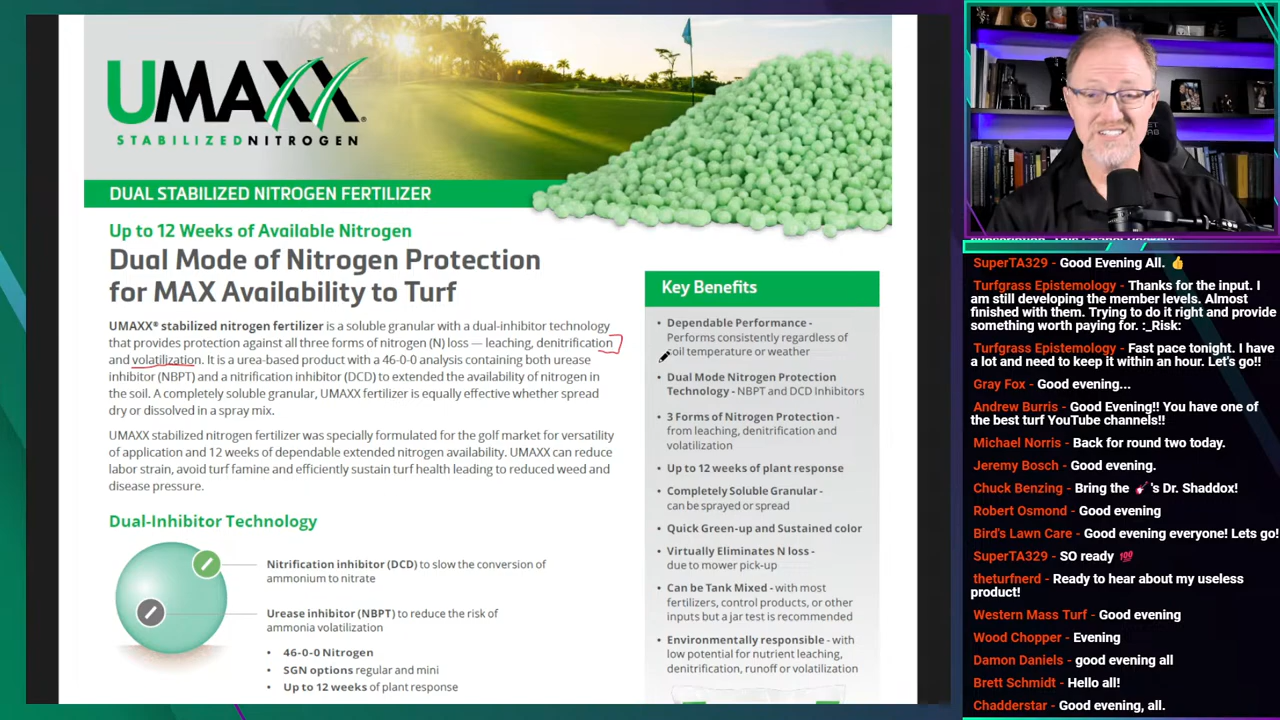 UMAXX®
STABILIZEDNITROGEN
DUAL STABILIZED NITROGEN FERTILIZER
Up to 12 Weeks of Available Nitrogen
Dual Mode of Nitrogen Protection
for MAX Availability to Turf
UMAXX® stabilized nitrogen fertilizer is a soluble granular with a dual-inhibitor technology
that provides protection against all three forms of nitrogen (N) loss — leaching, denitrification
and volatilization. It is a urea-based product with a 46-0-0 analysis containing both urease
inhibitor (NBPT) and a nitrification inhibitor (DCD) to extended the availability of nitrogen in
the soil. A completely soluble granular, UMAXX fertilizer is equally effective whether spread
dry or dissolved in a spray mix.
UMAXX stabilized nitrogen fertilizer was specially formulated for the golf market for versatility
of application and 12 weeks of dependable extended nitrogen availability. UMAXX can reduce
labor strain, avoid turf famine and efficiently sustain turf health leading to reduced weed and
disease pressure.
Dual-Inhibitor Technology
Nitrification inhibitor (DCD) to slow the conversion of
ammonium to nitrate
Urease inhibitor (NBPT) to reduce the risk of
ammonia volatilization
• 46-0-0 Nitrogen
• SGN options regular and mini
• Up to 12 weeks of plant response
Key Benefits
• Dependable Performance -
Performs consistently regardless of
soil temperature or weather
• Dual Mode Nitrogen Protection
Technology - NBPT and DCD Inhibitors
• 3 Forms of Nitrogen Protection -
from leaching, denitrification and
volatilization
• Up to 12 weeks of plant response
• Completely Soluble Granular -
can be sprayed or spread
• Quick Green-up and Sustained color
• Virtually Eliminates N loss -
due to mower pick-up
• Can be Tank Mixed - with most
fertilizers, control products, or other
inputs but a jar test is recommended
• Environmentally responsible - with
low potential for nutrient leaching,
denitrification, runoff or volatilization
SuperTA329 - Good Evening All. 👍
Turfgrass Epistemology - Thanks for the input. I
am still developing the member levels. Almost
finished with them. Trying to do it right and provide
something worth paying for. :_Risk:
Turfgrass Epistemology - Fast pace tonight. I have
a lot and need to keep it within an hour. Let's go!!
Gray Fox - Good evening...
Andrew Burris - Good Evening!! You have one of
the best turf YouTube channels!!
Michael Norris - Back for round two today.
Jeremy Bosch - Good evening.
Chuck Benzing - Bring the 🎸's Dr. Shaddox!
Robert Osmond - Good evening
Bird's Lawn Care - Good evening everyone! Lets go!
SuperTA329 - SO ready 💯
theturfnerd - Ready to hear about my useless
product!
Western Mass Turf - Good evening
Wood Chopper - Evening
Damon Daniels - good evening all
Brett Schmidt - Hello all!
Chadderstar - Good evening, all.